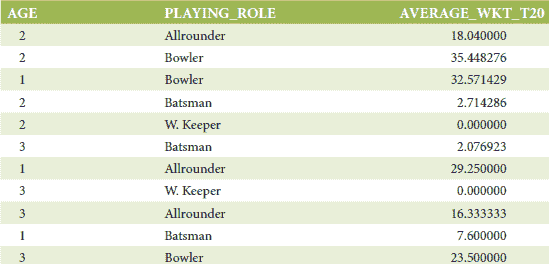 AGE PLAYING_ROLE AVERAGE_WKT_T20
2 Allrounder 18.040000
2 Bowler 35.448276
1 Bowler 32.571429
2 Batsman 2.714286
2 W. Keeper 0.000000
3 Batsman 2.076923
1 Allrounder 29.250000
3 W. Keeper 0.000000
3 Allrounder 16.333333
1 Batsman 7.600000
3 Bowler 23.500000